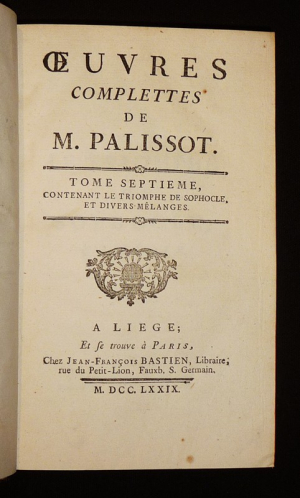 ŒUVRES
COMPLETTES
DE
M. PALISSOT.
TOME SEPTIEME,
CONTENANT LE TRIOMPHE DE SOPHOCLE,
ET DIVERS MÊLANGES.
A LIEGE;
Et se trouve à PARIS,
Chez JEAN-FRANÇOIS BASTIEN, Libraire,
rue du Petit-Lion, Fauxb. S. Germain.
M. DCC. LXXIX.